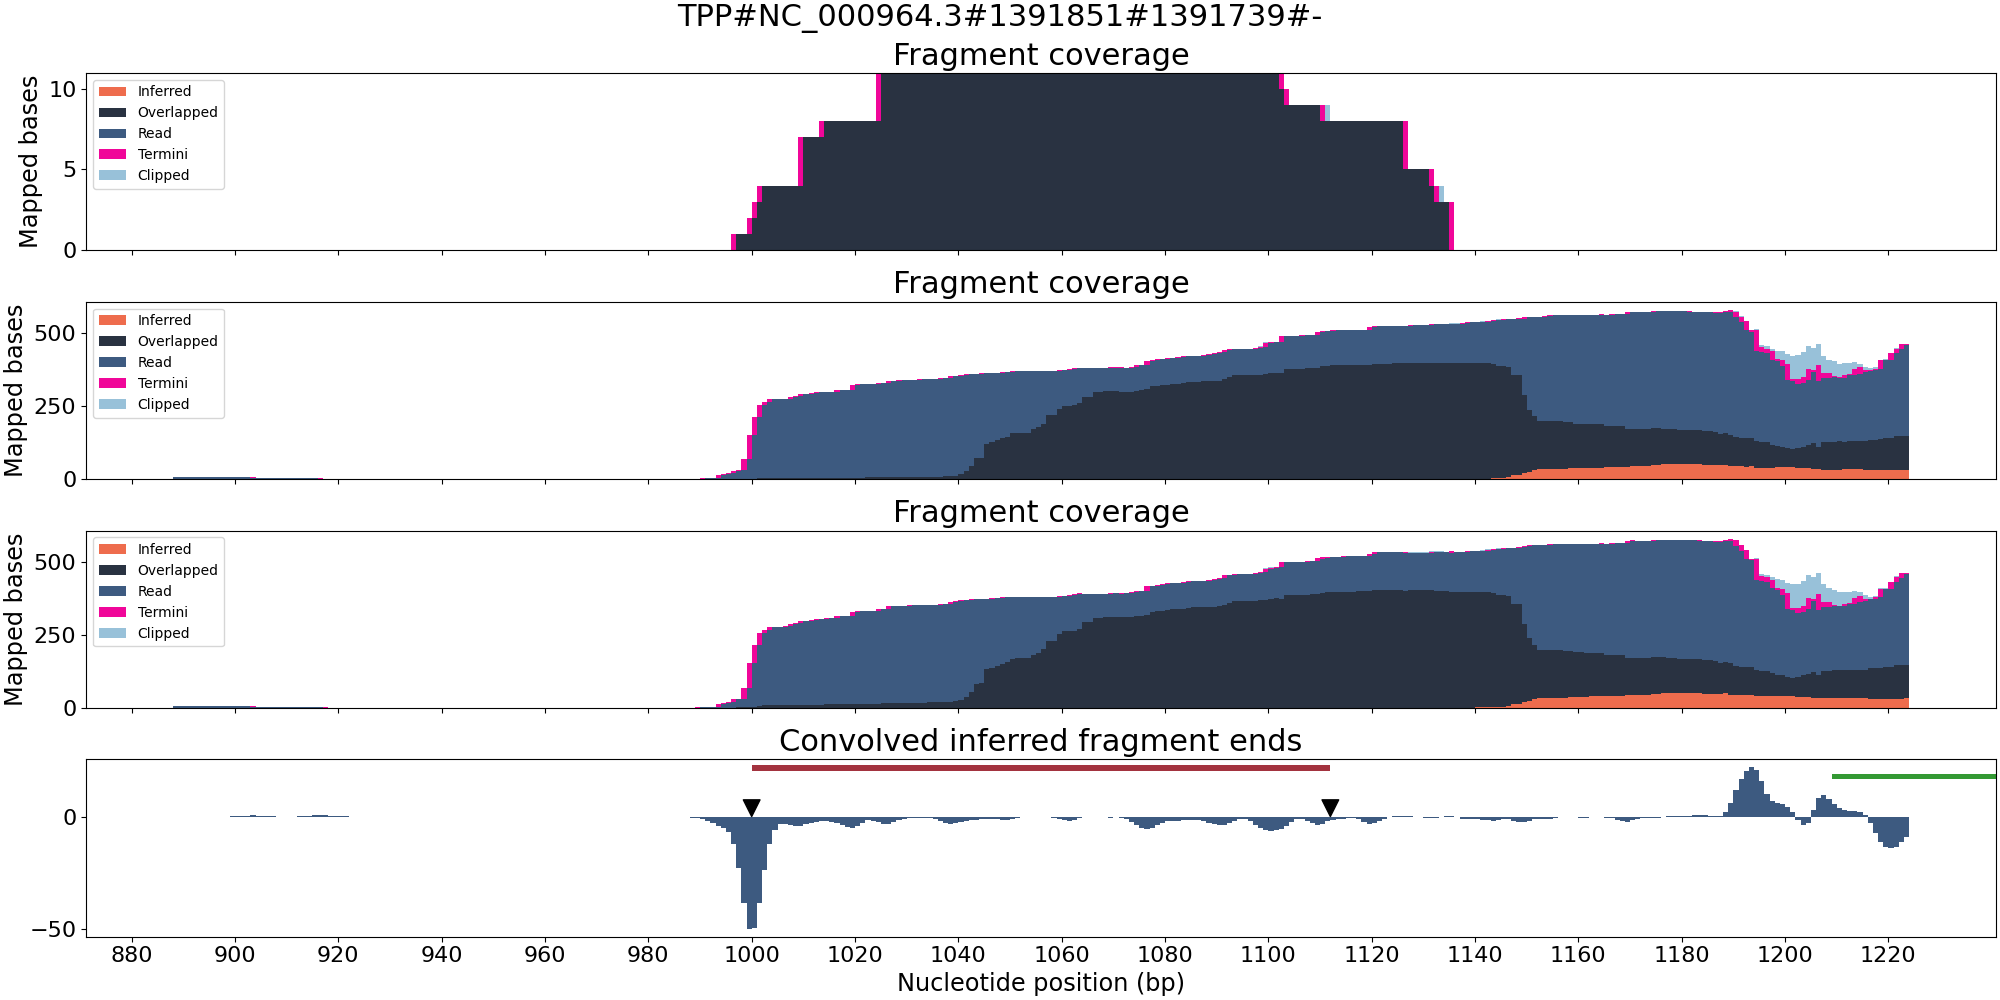 TPP#NC_000964.3#1391851#1391739#-
Fragment coverage
Mapped bases
10
5
0
Inferred
Overlapped
Read
Termini
Clipped
Fragment coverage
Mapped bases
500
250
0
Inferred
Overlapped
Read
Termini
Clipped
Fragment coverage
Mapped bases
500
250
0
Inferred
Overlapped
Read
Termini
Clipped
Convolved inferred fragment ends
0
−50
880 900 920 940 960 980 1000 1020 1040 1060 1080 1100 1120 1140 1160 1180 1200 1220
Nucleotide position (bp)